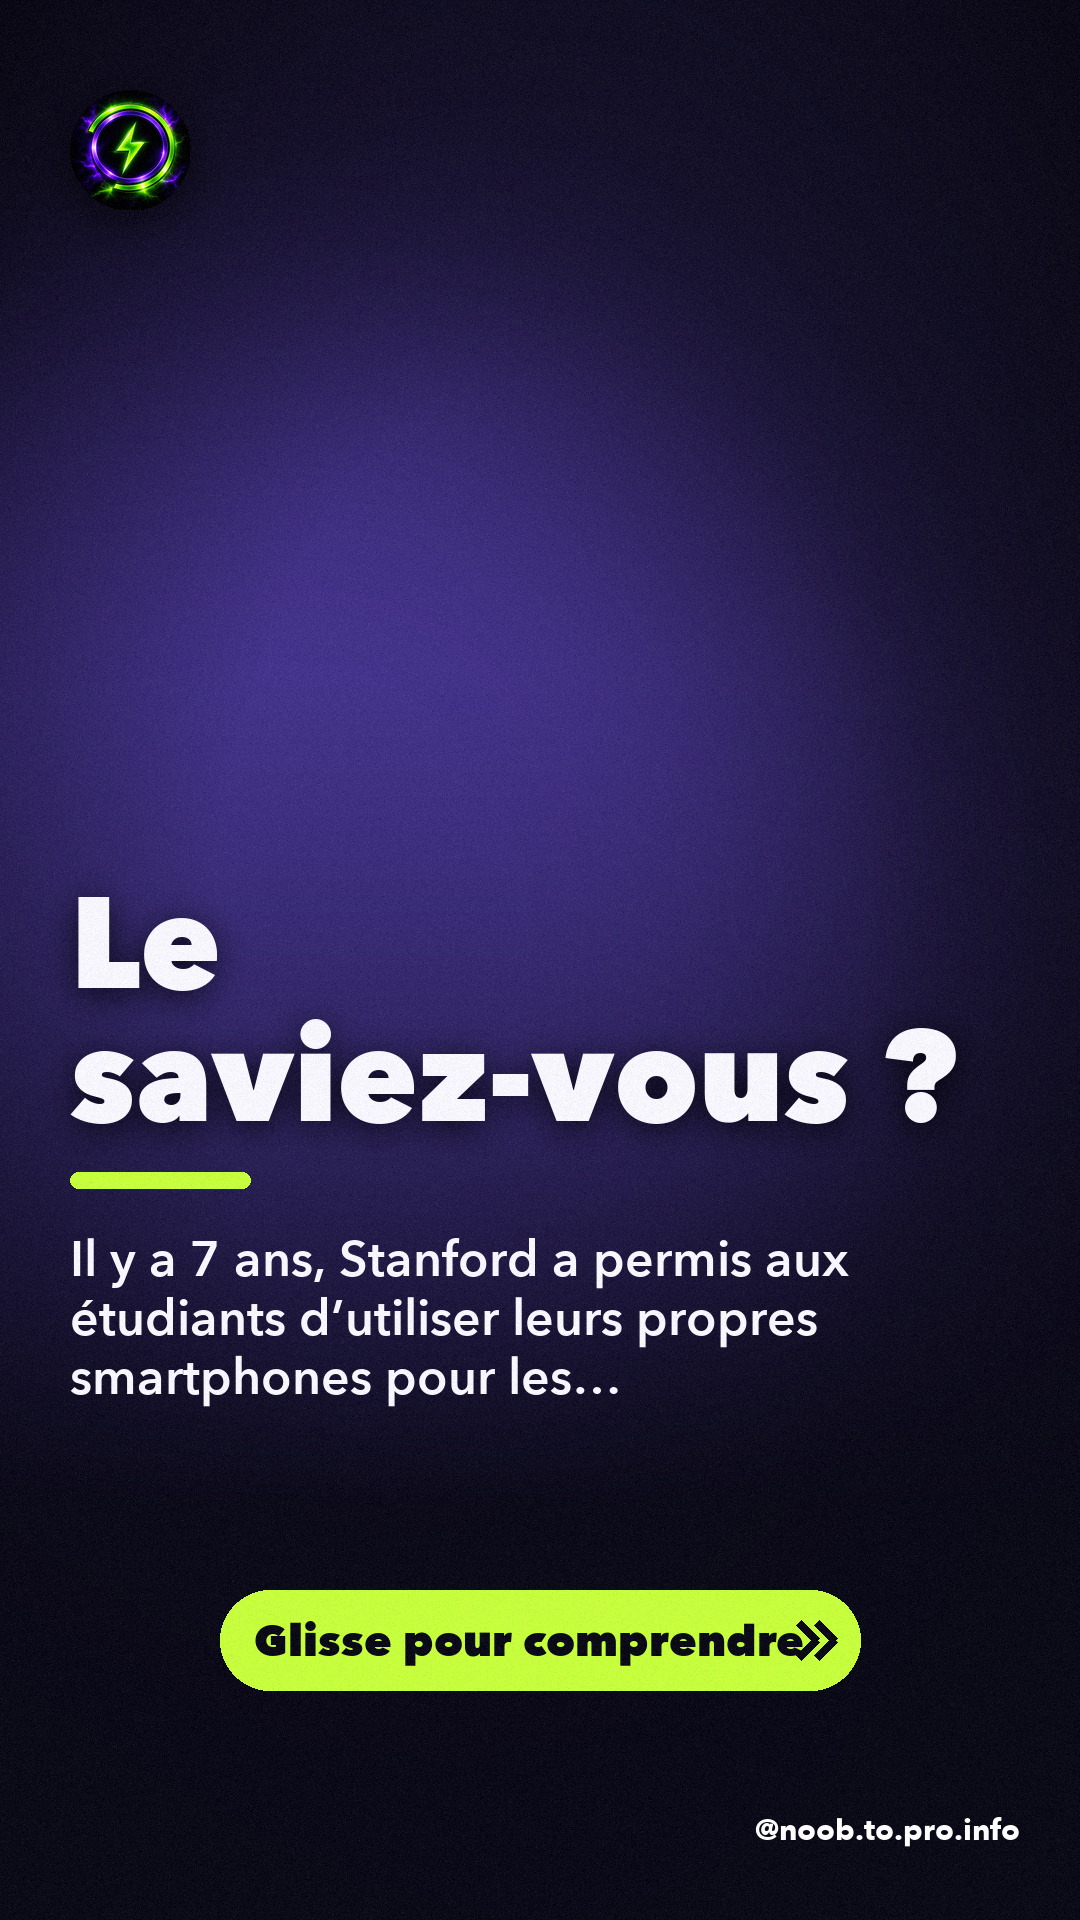 Le
saviez-vous ?
Il y a 7 ans, Stanford a permis aux
étudiants d’utiliser leurs propres
smartphones pour les…
Glisse pour comprendre
@noob.to.pro.info